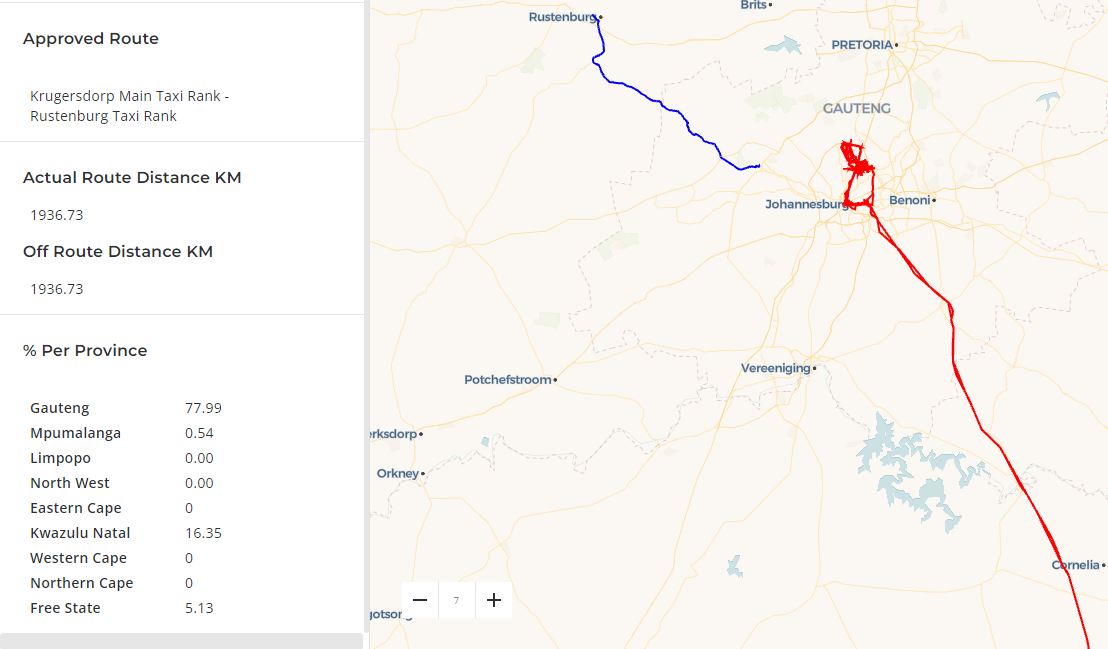 Approved Route
Krugersdorp Main Taxi Rank -
Rustenburg Taxi Rank
Actual Route Distance KM
1936.73
Off Route Distance KM
1936.73
% Per Province
Gauteng 77.99
Mpumalanga 0.54
Limpopo 0.00
North West 0.00
Eastern Cape 0
Kwazulu Natal 16.35
Western Cape 0
Northern Cape 0
Free State 5.13
Brits
Rustenburg
PRETORIA
GAUTENG
Johannesburg
Benoni
Vereeniging
Potchefstroom
erksdorp
Orkney
Cornelia
gotsong
7